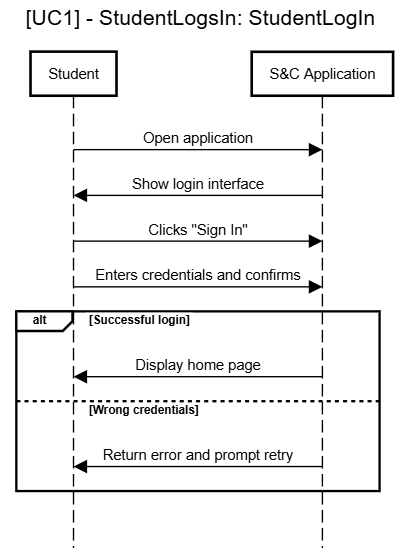 [UC1] - StudentLogsIn: StudentLogIn
Student
S&C Application
Open application
Show login interface
Clicks "Sign In"
Enters credentials and confirms
alt
[Successful login]
Display home page
[Wrong credentials]
Return error and prompt retry